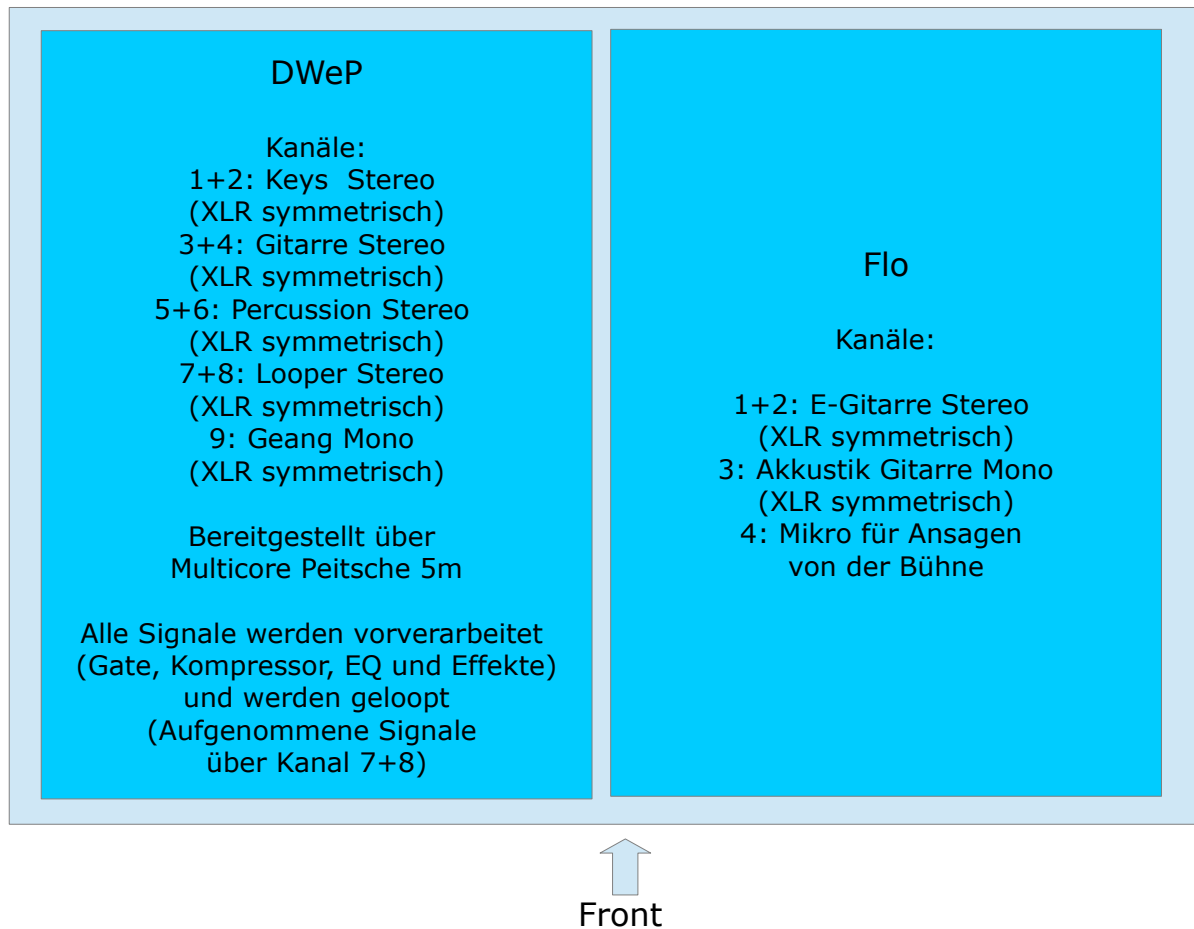 DWeP
Kanäle:
1+2: Keys  Stereo
(XLR symmetrisch)
3+4: Gitarre Stereo
(XLR symmetrisch)
5+6: Percussion Stereo
(XLR symmetrisch)
7+8: Looper Stereo
(XLR symmetrisch)
9: Geang Mono
(XLR symmetrisch)
Bereitgestellt über
Multicore Peitsche 5m
Alle Signale werden vorverarbeitet
(Gate, Kompressor, EQ und Effekte)
und werden geloopt
(Aufgenommene Signale
über Kanal 7+8)
Flo
Kanäle:
1+2: E-Gitarre Stereo
(XLR symmetrisch)
3: Akkustik Gitarre Mono
(XLR symmetrisch)
4: Mikro für Ansagen
von der Bühne
Front